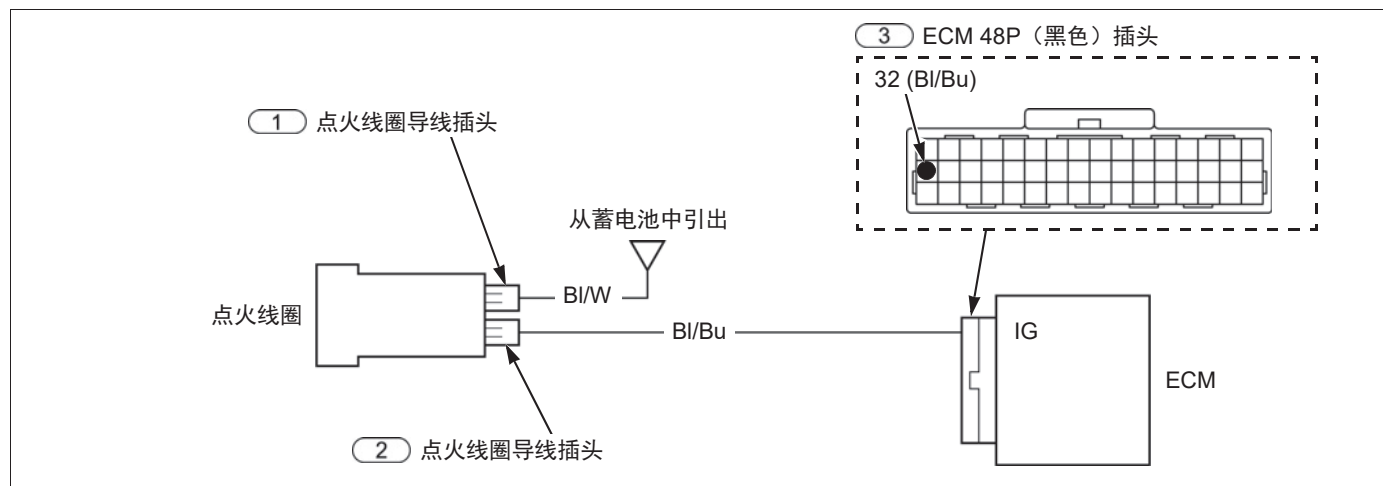 3 ECM 48P（黑色）插头
32 (Bl/Bu)
1 点火线圈导线插头
从蓄电池中引出
Bl/W
点火线圈
Bl/Bu
IG
ECM
2 点火线圈导线插头